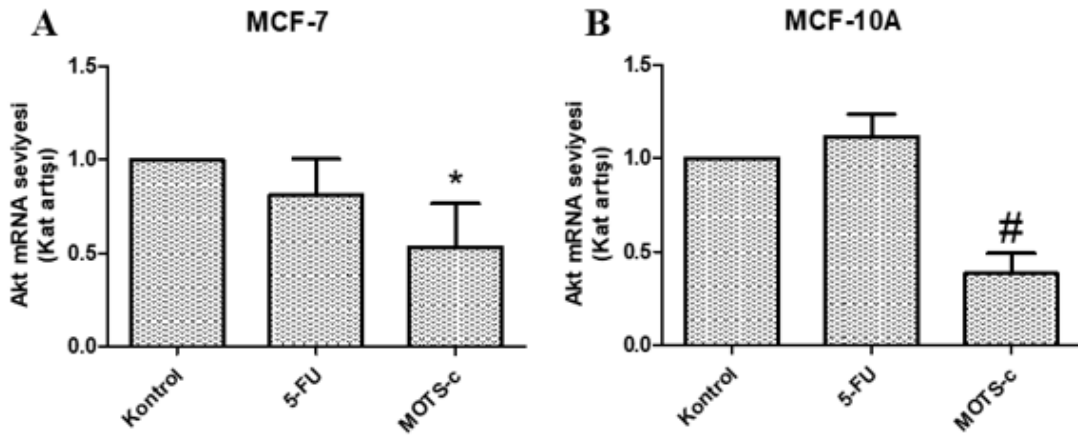 A
MCF-7
Akt mRNA seviyesi
(Kat artışı)
1.5
1.0
0.5
0.0
*
Kontrol
5-FU
MOTS-c
B
MCF-10A
Akt mRNA seviyesi
(Kat artışı)
1.5
1.0
0.5
0.0
#
Kontrol
5-FU
MOTS-c